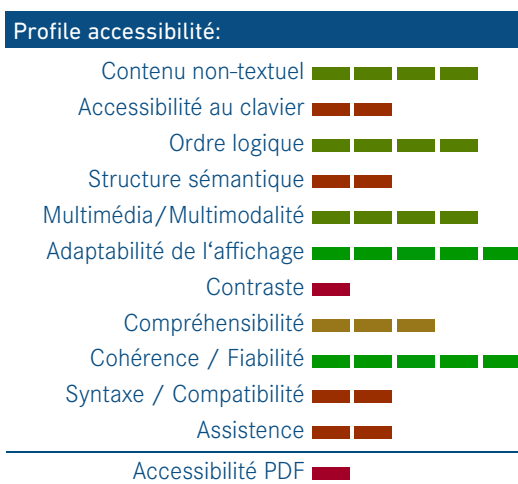 Profile accessibilité:
Contenu non-textuel
Accessibilité au clavier
Ordre logique
Structure sémantique
Multimédia/Multimodalité
Adaptabilité de l‘affichage
Contraste
Compréhensibilité
Cohérence / Fiabilité
Syntaxe / Compatibilité
Assistence
Accessibilité PDF